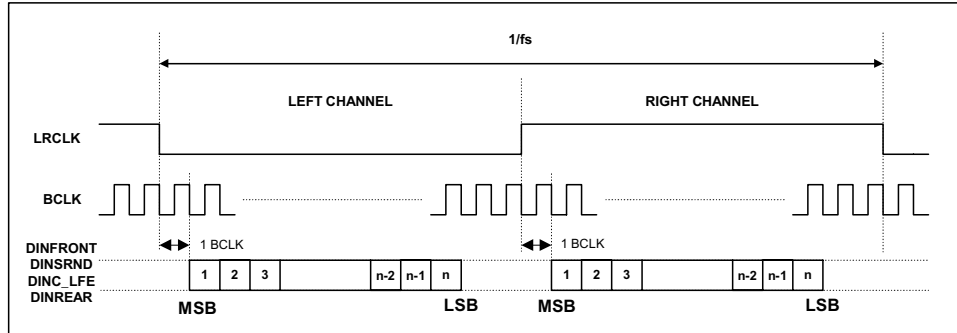 1/fs
LEFT CHANNEL RIGHT CHANNEL
LRCLK
BCLK
1 BCLK 1 BCLK
DINFRONT
DINSRND
DINC_LFE
DINREAR
1 2 3 n-2 n-1 n 1 2 3 n-2 n-1 n
MSB LSB MSB LSB